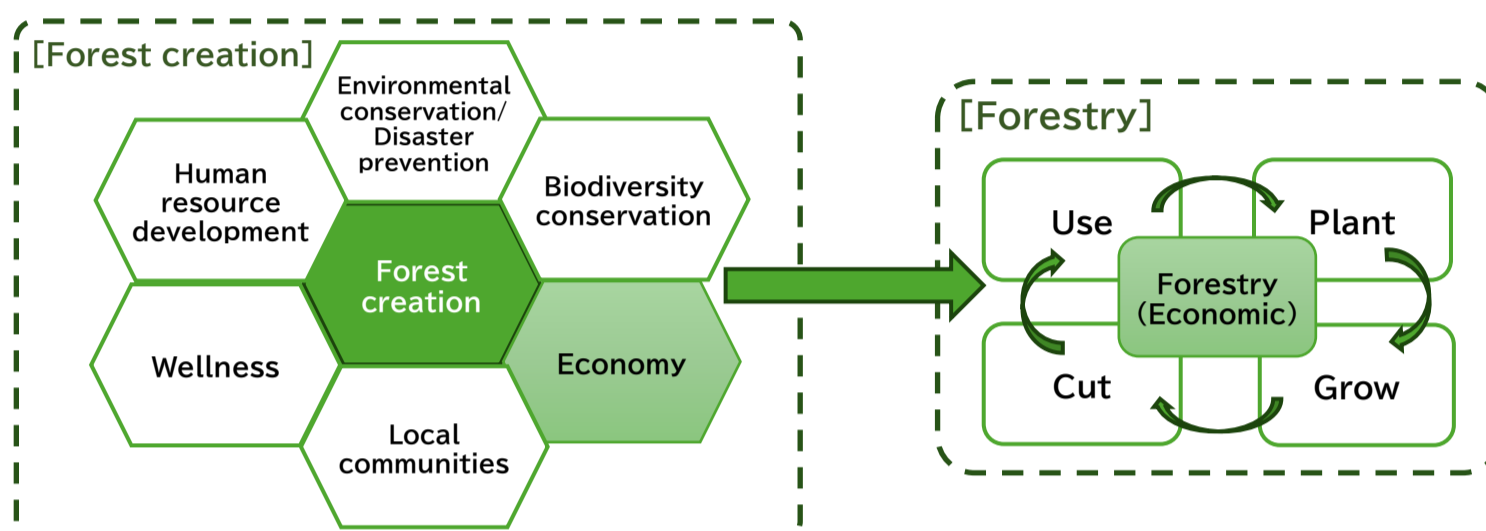 [Forest creation]
Environmental
conservation/
Disaster
prevention
Human
resource
development
Biodiversity
conservation
Forest
creation
Wellness
Economy
Local
communities
[Forestry]
Use
Plant
Forestry
(Economic)
Cut
Grow